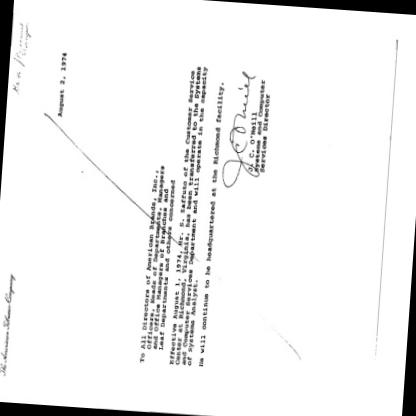 The American Tobacco Company
August 2, 1974
To All Directors of American Brands, Inc.,
Officers, Heads of Departments, Managers
and Office Managers of Branches and
Leaf Departments and others concerned
Effective August 1, 1974, Mr. S. Saffuto of the Customer Service
Center at Richmond, Virginia, has been transferred to the Systems
and Computer Services Department and will operate in the capacity
of Systems Analyst.
He will continue to be headquartered at the Richmond facility.
J. C. O'Neill
Systems and Computer
Services Director